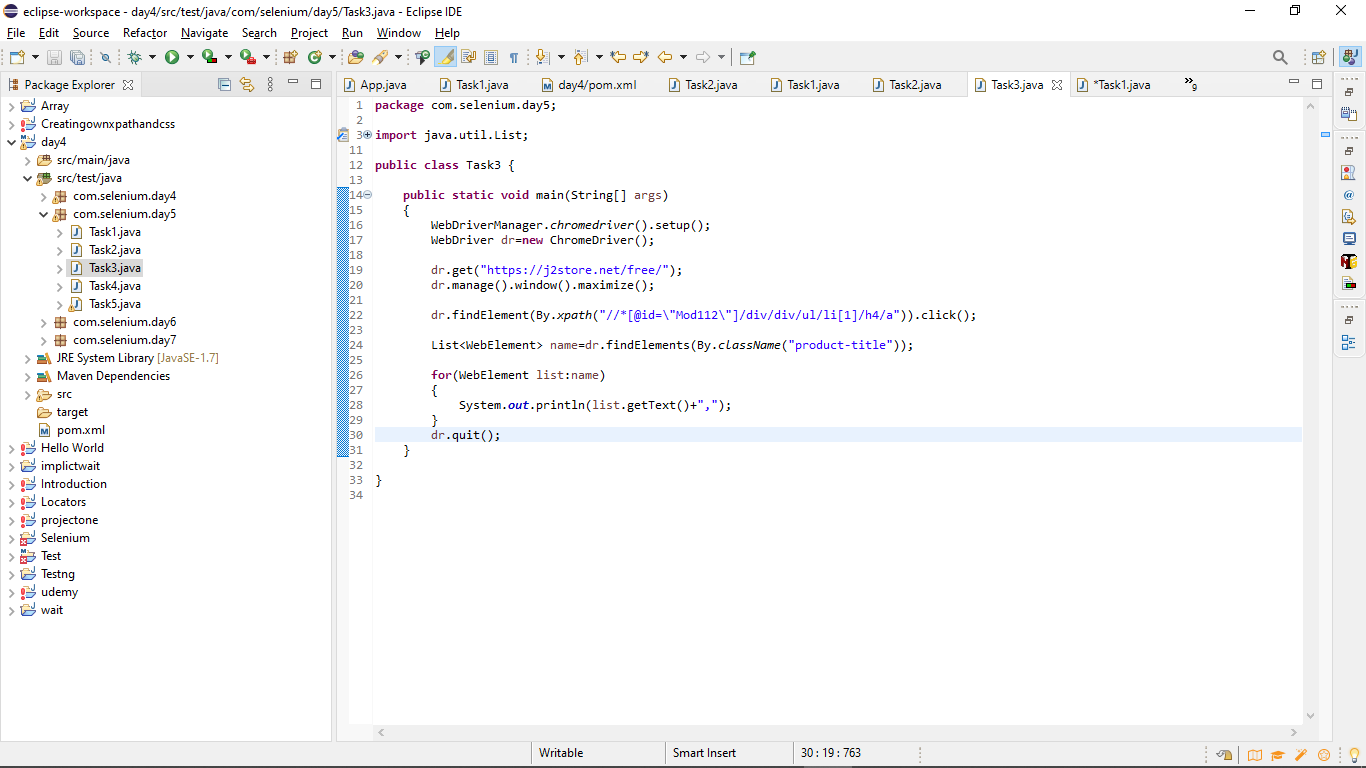 eclipse-workspace - day4/src/test/java/com/selenium/day5/Task3.java - Eclipse IDE
File Edit Source Refactor Navigate Search Project Run Window Help
Package Explorer
Array
Creatingownxpathandcss
day4
src/main/java
src/test/java
com.selenium.day4
com.selenium.day5
Task1.java
Task2.java
Task3.java
Task4.java
Task5.java
com.selenium.day6
com.selenium.day7
JRE System Library [JavaSE-1.7]
Maven Dependencies
src
target
pom.xml
Hello World
implictwait
Introduction
Locators
projectone
Selenium
Test
Testng
udemy
wait
App.java Task1.java day4/pom.xml Task2.java Task1.java Task2.java Task3.java *Task1.java »9
1 package com.selenium.day5;
2
3 import java.util.List;
11
12 public class Task3 {
13
14 public static void main(String[] args)
15 {
16 WebDriverManager.chromedriver().setup();
17 WebDriver dr=new ChromeDriver();
18
19 dr.get("https://j2store.net/free/");
20 dr.manage().window().maximize();
21
22 dr.findElement(By.xpath("//*[@id=\"Mod112\"]/div/div/ul/li[1]/h4/a")).click();
23
24 List<WebElement> name=dr.findElements(By.className("product-title"));
25
26 for(WebElement list:name)
27 {
28 System.out.println(list.getText()+",");
29 }
30 dr.quit();
31 }
32
33 }
34
Writable Smart Insert 30 : 19 : 763